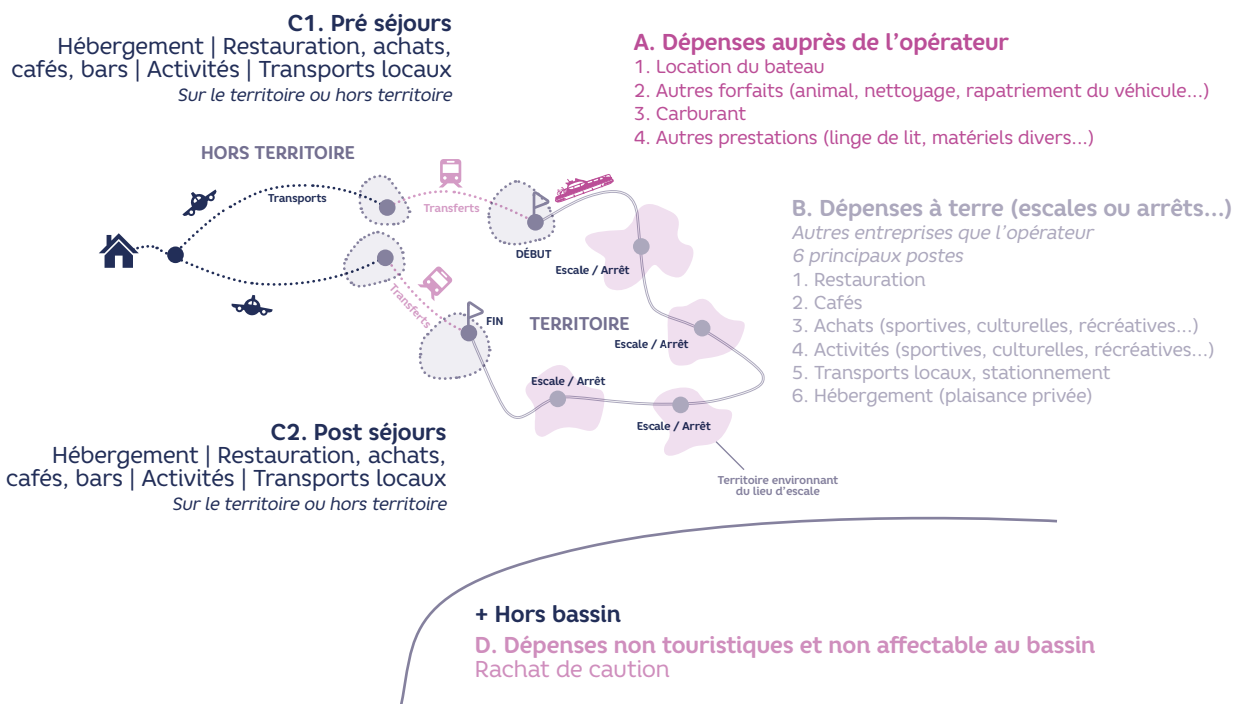 C1. Pré séjours
Hébergement | Restauration, achats,
cafés, bars | Activités | Transports locaux
Sur le territoire ou hors territoire
A. Dépenses auprès de l’opérateur
1. Location du bateau
2. Autres forfaits (animal, nettoyage, rapatriement du véhicule...)
3. Carburant
4. Autres prestations (linge de lit, matériels divers...)
HORS TERRITOIRE
Transports
Transferts
DÉBUT
Escale / Arrêt
B. Dépenses à terre (escales ou arrêts...)
Autres entreprises que l’opérateur
6 principaux postes
1. Restauration
2. Cafés
3. Achats (sportives, culturelles, récréatives...)
4. Activités (sportives, culturelles, récréatives...)
5. Transports locaux, stationnement
6. Hébergement (plaisance privée)
Transferts
FIN
TERRITOIRE
Escale / Arrêt
Escale / Arrêt
Escale / Arrêt
Territoire environnant
du lieu d’escale
C2. Post séjours
Hébergement | Restauration, achats,
cafés, bars | Activités | Transports locaux
Sur le territoire ou hors territoire
+ Hors bassin
D. Dépenses non touristiques et non affectable au bassin
Rachat de caution